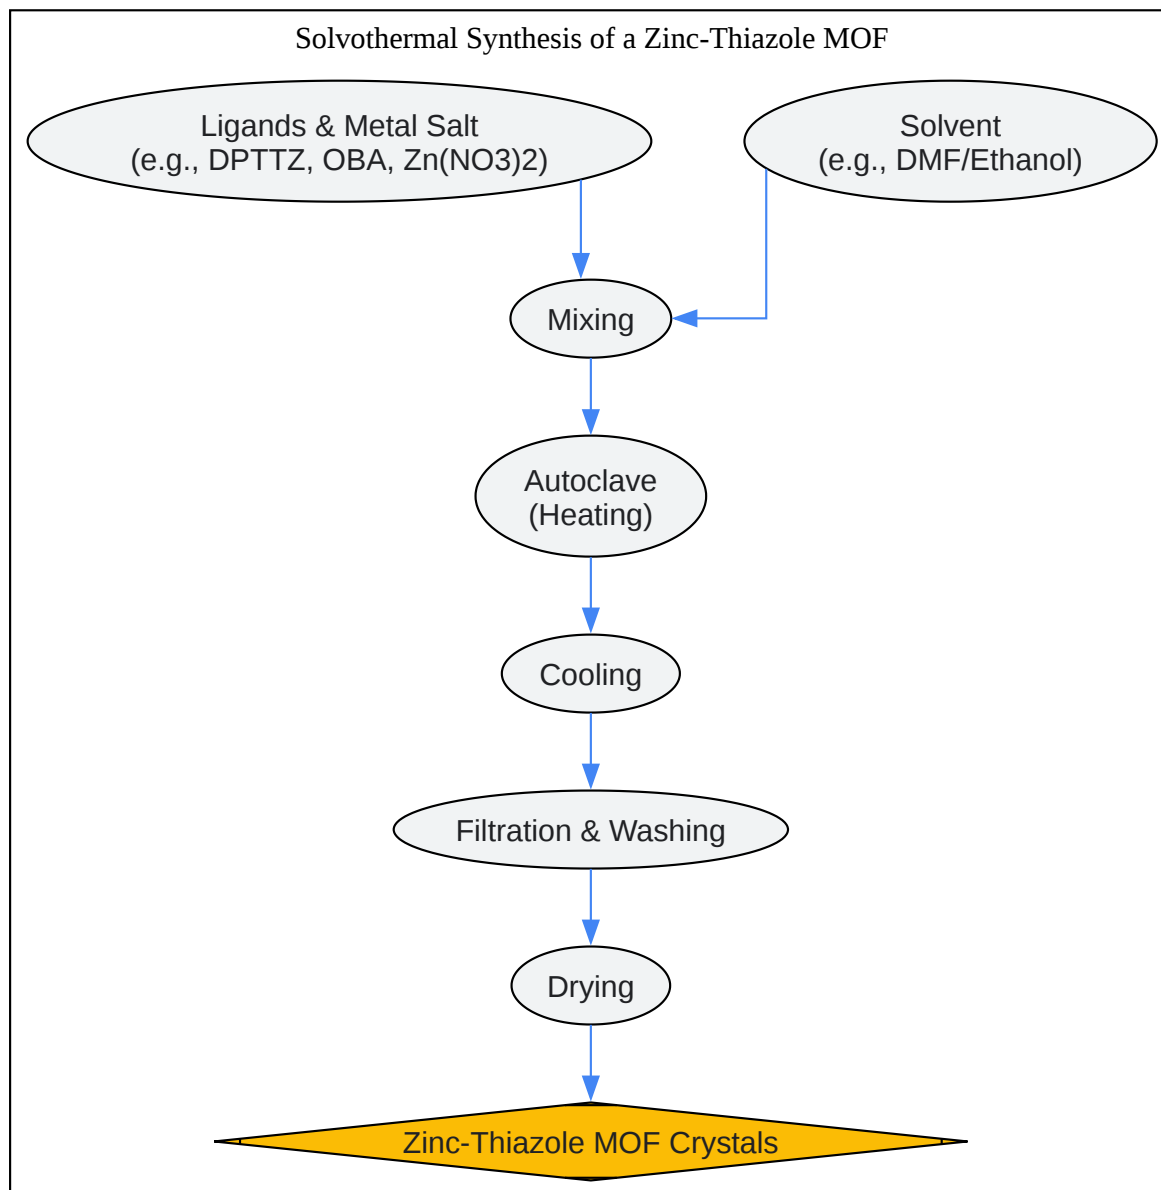 Solvothermal Synthesis of a Zinc-Thiazole MOF
Ligands & Metal Salt
(e.g., DPTTZ, OBA, Zn(NO3)2)
Solvent
(e.g., DMF/Ethanol)
Mixing
Autoclave
(Heating)
Cooling
Filtration & Washing
Drying
Zinc-Thiazole MOF Crystals